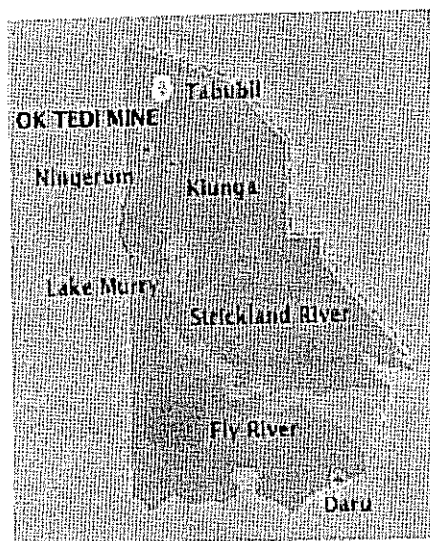 Tabubil
OK TEDI MINE
Ningerum
Kiunga
Lake Murry
Strickland River
Fly River
Daru